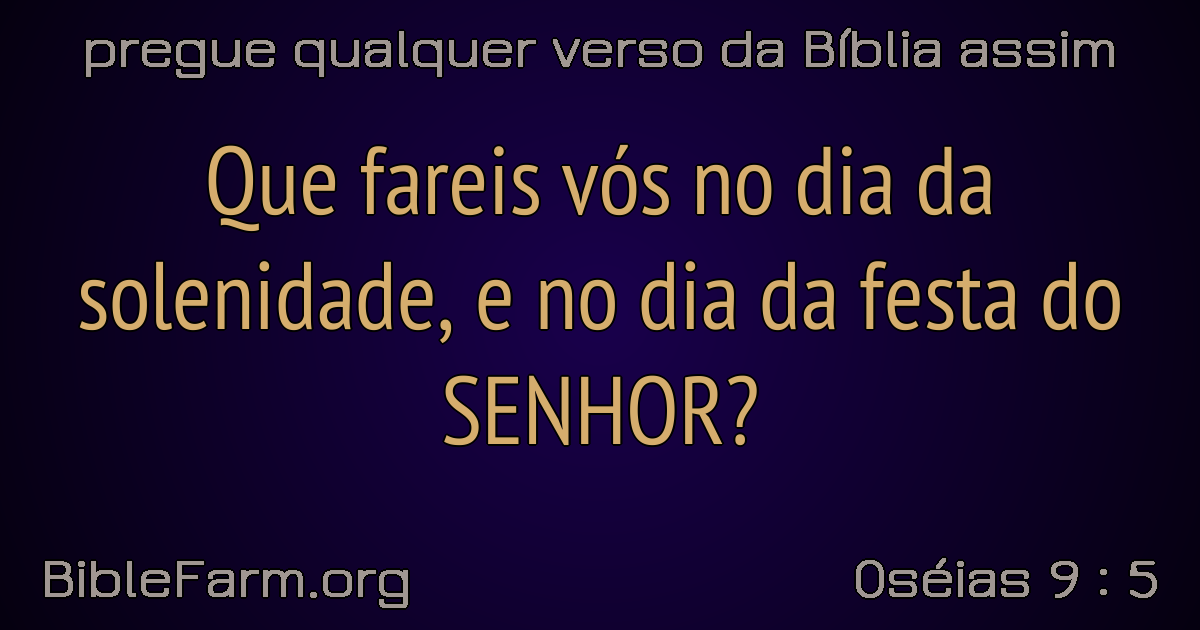 pregue qualquer verso da Bíblia assim
Que fareis vós no dia da
solenidade, e no dia da festa do
SENHOR?
BibleFarm.org
Oséias 9 : 5